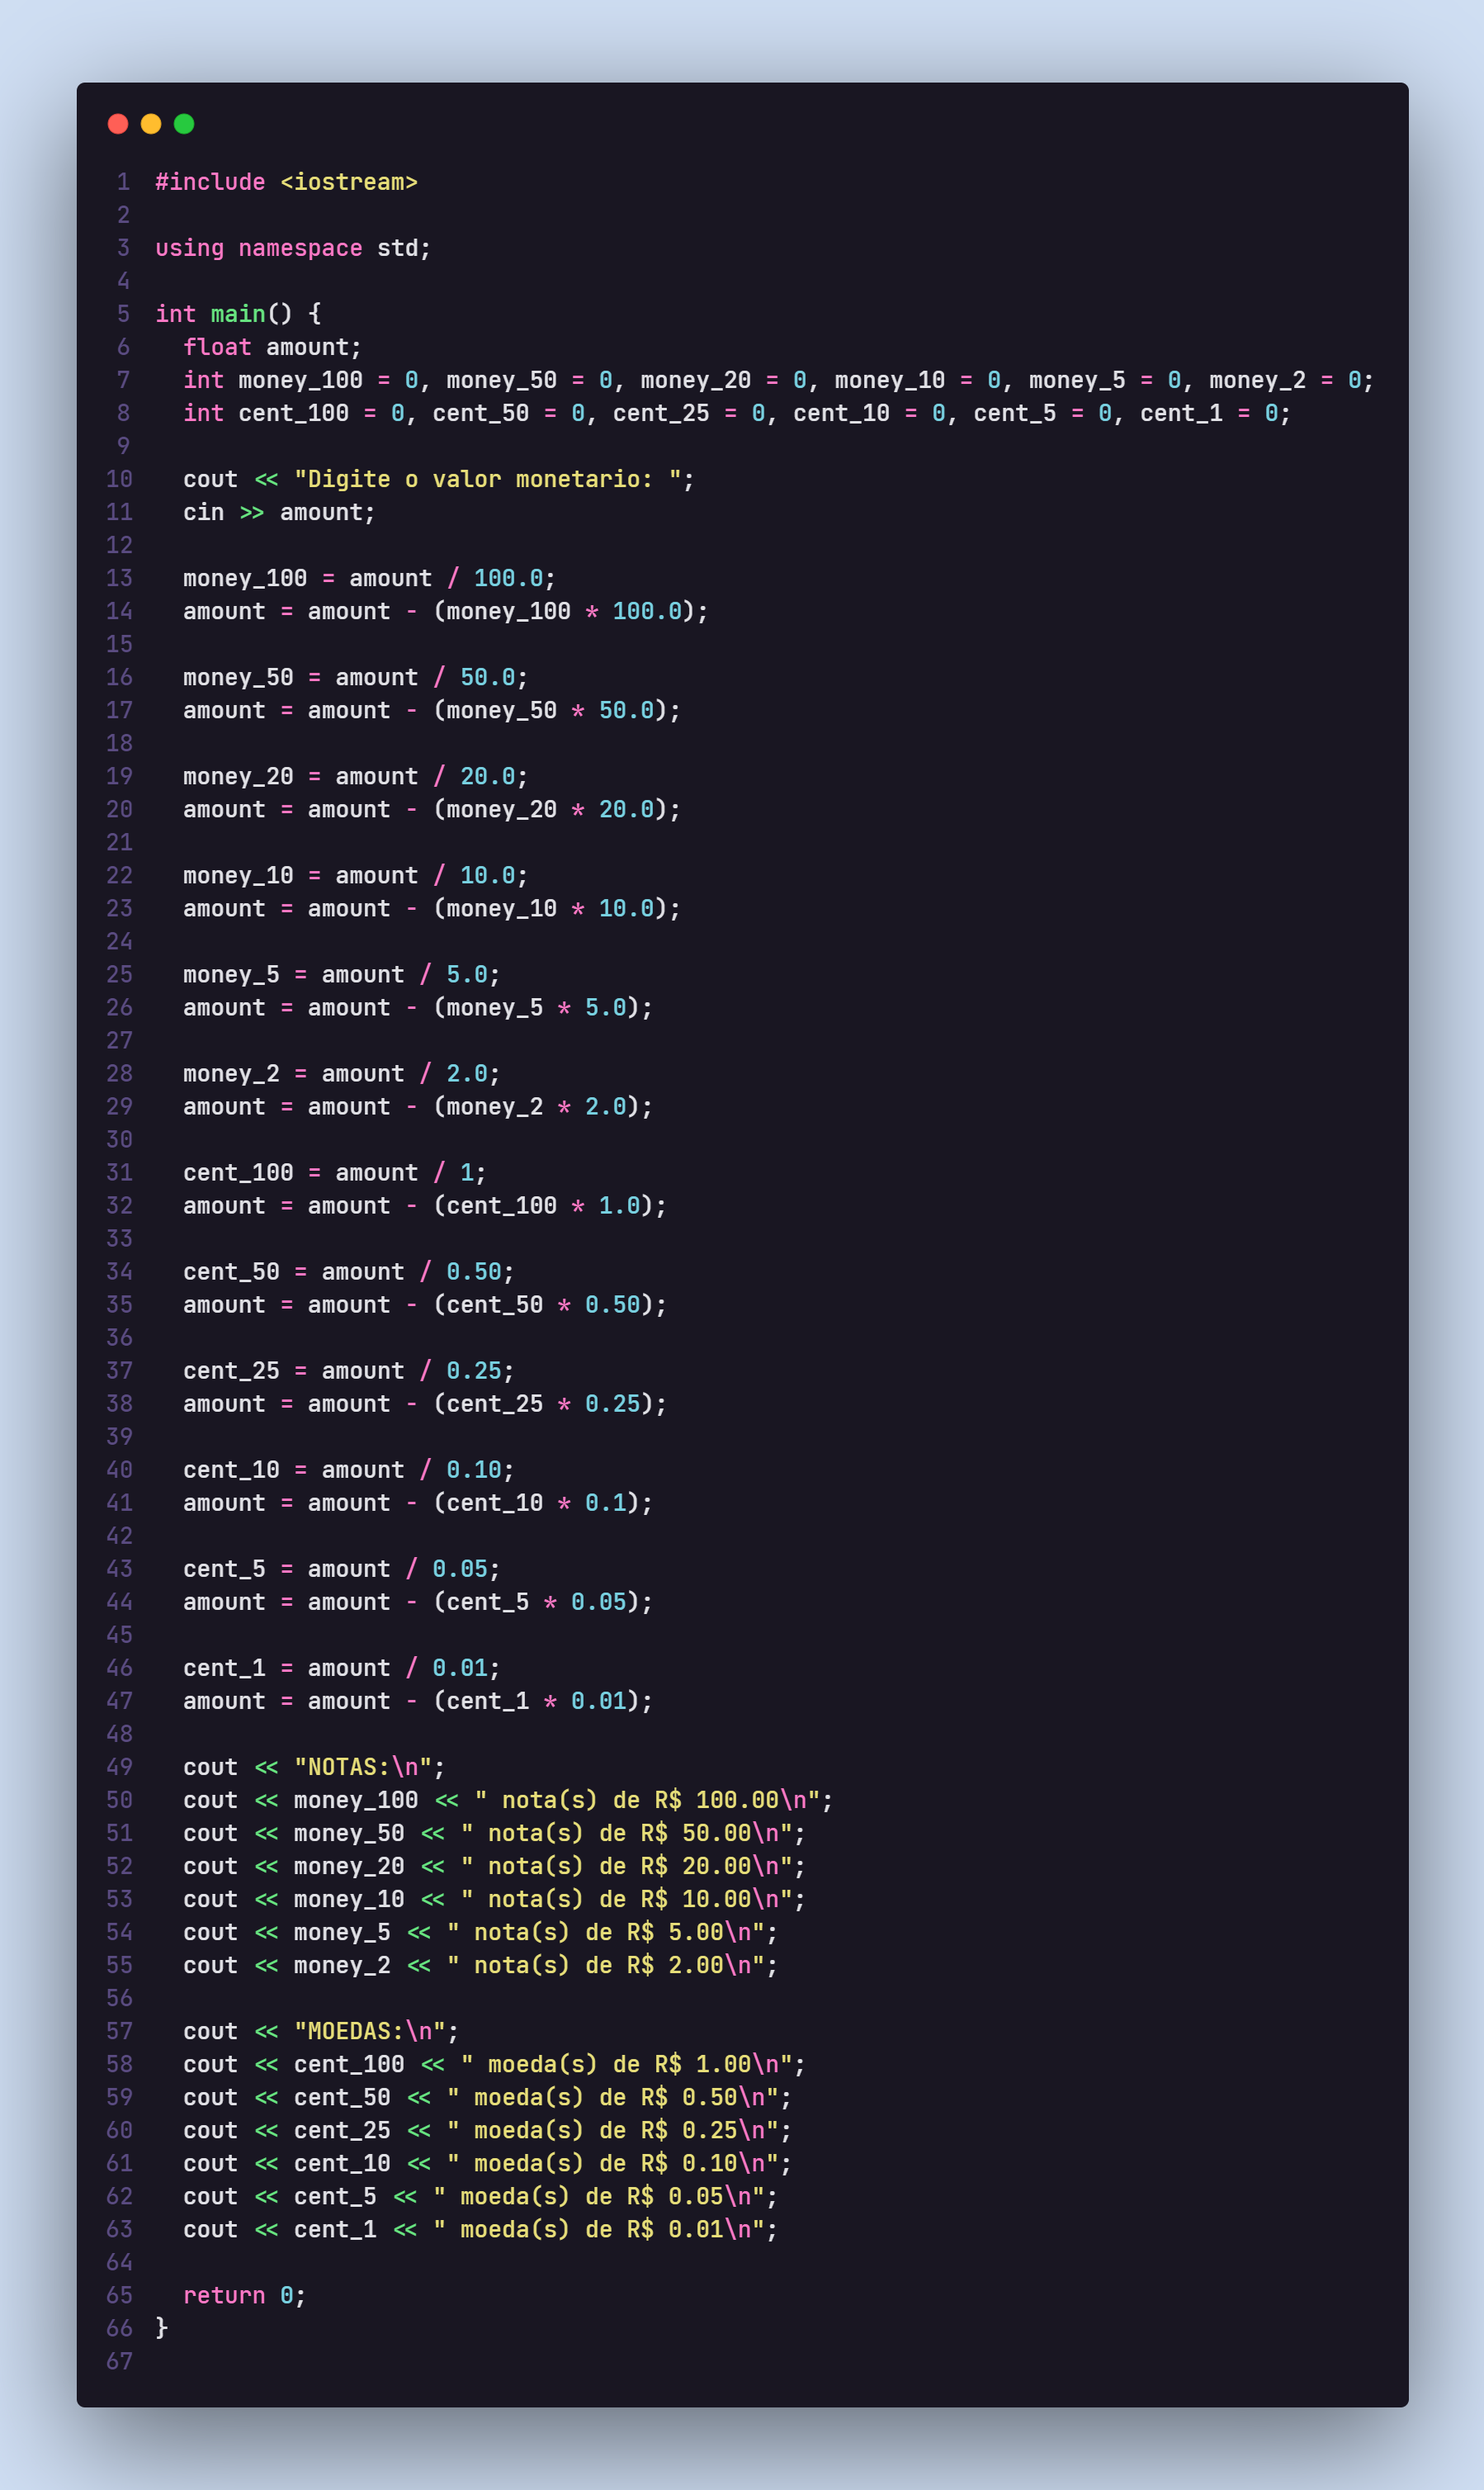 1 #include <iostream>
2
3 using namespace std;
4
5 int main() {
6   float amount;
7   int money_100 = 0, money_50 = 0, money_20 = 0, money_10 = 0, money_5 = 0, money_2 = 0;
8   int cent_100 = 0, cent_50 = 0, cent_25 = 0, cent_10 = 0, cent_5 = 0, cent_1 = 0;
9
10   cout << "Digite o valor monetario: ";
11   cin >> amount;
12
13   money_100 = amount / 100.0;
14   amount = amount - (money_100 * 100.0);
15
16   money_50 = amount / 50.0;
17   amount = amount - (money_50 * 50.0);
18
19   money_20 = amount / 20.0;
20   amount = amount - (money_20 * 20.0);
21
22   money_10 = amount / 10.0;
23   amount = amount - (money_10 * 10.0);
24
25   money_5 = amount / 5.0;
26   amount = amount - (money_5 * 5.0);
27
28   money_2 = amount / 2.0;
29   amount = amount - (money_2 * 2.0);
30
31   cent_100 = amount / 1;
32   amount = amount - (cent_100 * 1.0);
33
34   cent_50 = amount / 0.50;
35   amount = amount - (cent_50 * 0.50);
36
37   cent_25 = amount / 0.25;
38   amount = amount - (cent_25 * 0.25);
39
40   cent_10 = amount / 0.10;
41   amount = amount - (cent_10 * 0.1);
42
43   cent_5 = amount / 0.05;
44   amount = amount - (cent_5 * 0.05);
45
46   cent_1 = amount / 0.01;
47   amount = amount - (cent_1 * 0.01);
48
49   cout << "NOTAS:\n";
50   cout << money_100 << " nota(s) de R$ 100.00\n";
51   cout << money_50 << " nota(s) de R$ 50.00\n";
52   cout << money_20 << " nota(s) de R$ 20.00\n";
53   cout << money_10 << " nota(s) de R$ 10.00\n";
54   cout << money_5 << " nota(s) de R$ 5.00\n";
55   cout << money_2 << " nota(s) de R$ 2.00\n";
56
57   cout << "MOEDAS:\n";
58   cout << cent_100 << " moeda(s) de R$ 1.00\n";
59   cout << cent_50 << " moeda(s) de R$ 0.50\n";
60   cout << cent_25 << " moeda(s) de R$ 0.25\n";
61   cout << cent_10 << " moeda(s) de R$ 0.10\n";
62   cout << cent_5 << " moeda(s) de R$ 0.05\n";
63   cout << cent_1 << " moeda(s) de R$ 0.01\n";
64
65   return 0;
66 }
67